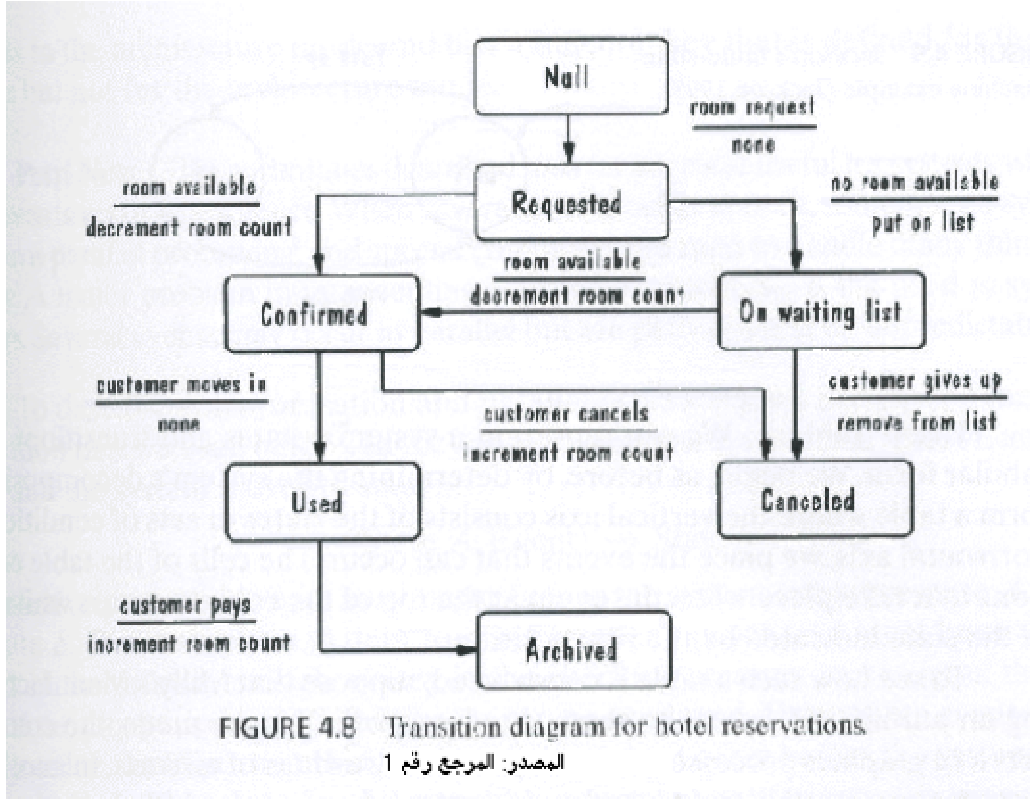 Null
room request
none
Requested
room available
decrement room count
no room available
put on list
room available
decrement room count
Confirmed
On waiting list
customer moves in
none
customer cancels
increment room count
customer gives up
remove from list
Used
Canceled
customer pays
increment room count
Archived
FIGURE 4.8 Transition diagram for hotel reservations.
المصدر: المرجع رقم 1